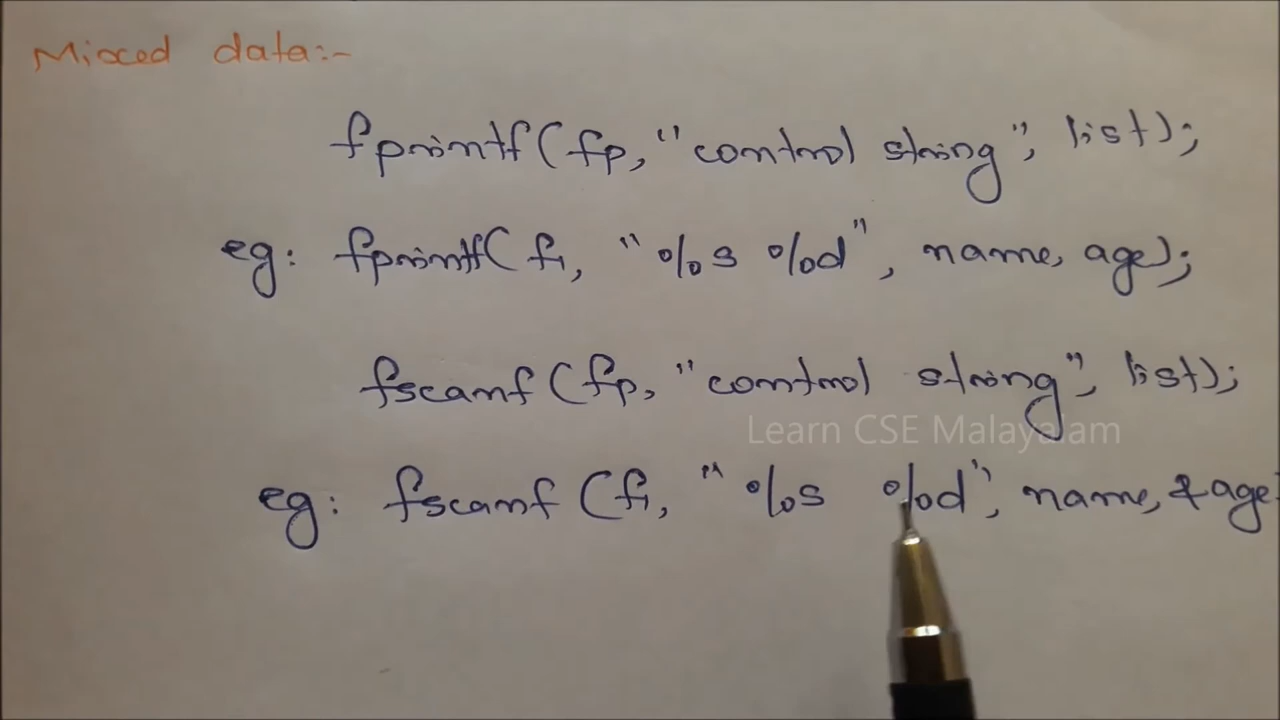 Mixed data:-
fprintf(fp, "control string", list);
eg: fprintf(f1, "%s %d", name, age);
fscanf(fp, "control string", list);
Learn CSE Malayalam
eg: fscanf(f1, "%s %d", name, &age